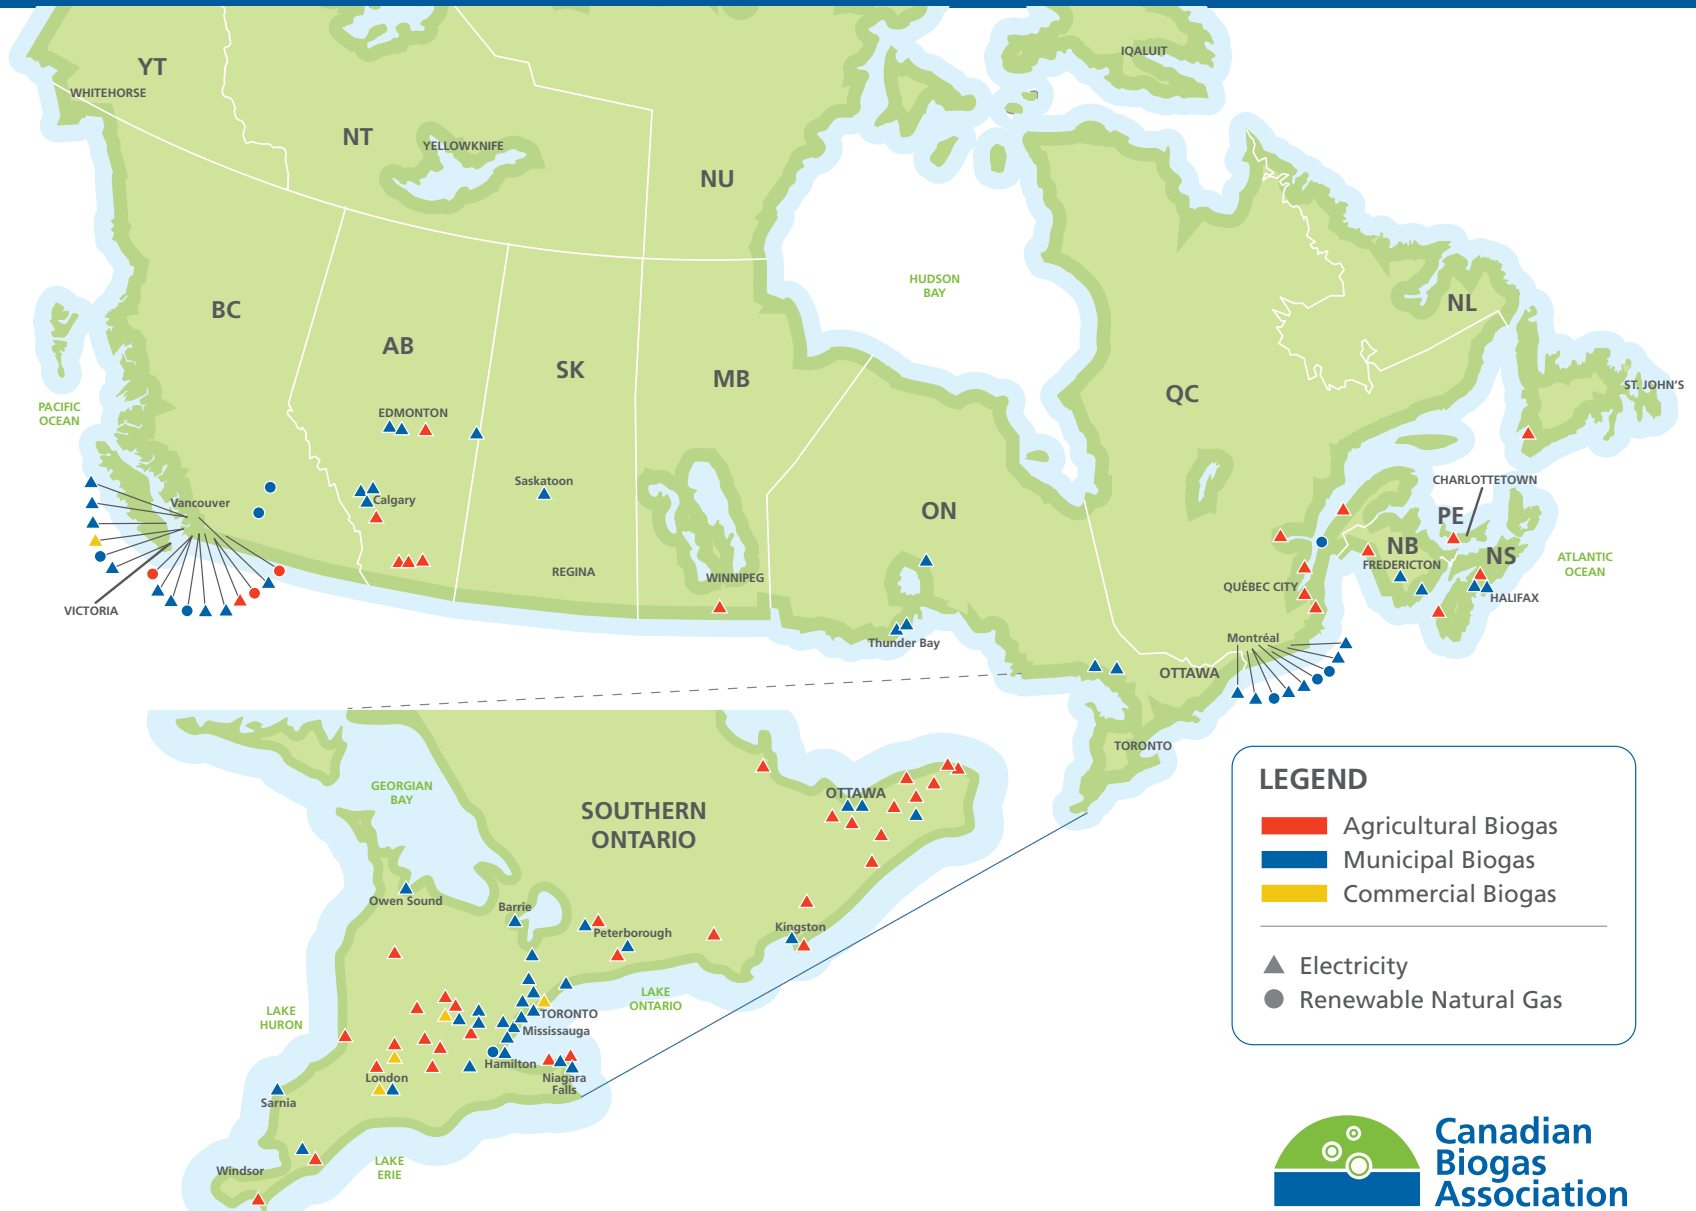 IQALUIT
YT
WHITEHORSE
NT
YELLOWKNIFE
NU
HUDSON
BAY
NL
BC
AB
SK
MB
QC
ST. JOHN'S
PACIFIC
OCEAN
EDMONTON
Saskatoon
CHARLOTTETOWN
Vancouver
Calgary
ON
PE
NB
NS
FREDERICTON
ATLANTIC
OCEAN
REGINA
WINNIPEG
QUÉBEC CITY
HALIFAX
VICTORIA
Thunder Bay
Montréal
OTTAWA
TORONTO
GEORGIAN
BAY
SOUTHERN
ONTARIO
OTTAWA
Owen Sound
Barrie
Peterborough
Kingston
LAKE
ONTARIO
LAKE
HURON
TORONTO
Mississauga
Hamilton
London
Niagara
Falls
Sarnia
LAKE
ERIE
Windsor
LEGEND
Agricultural Biogas
Municipal Biogas
Commercial Biogas
Electricity
Renewable Natural Gas
Canadian
Biogas
Association